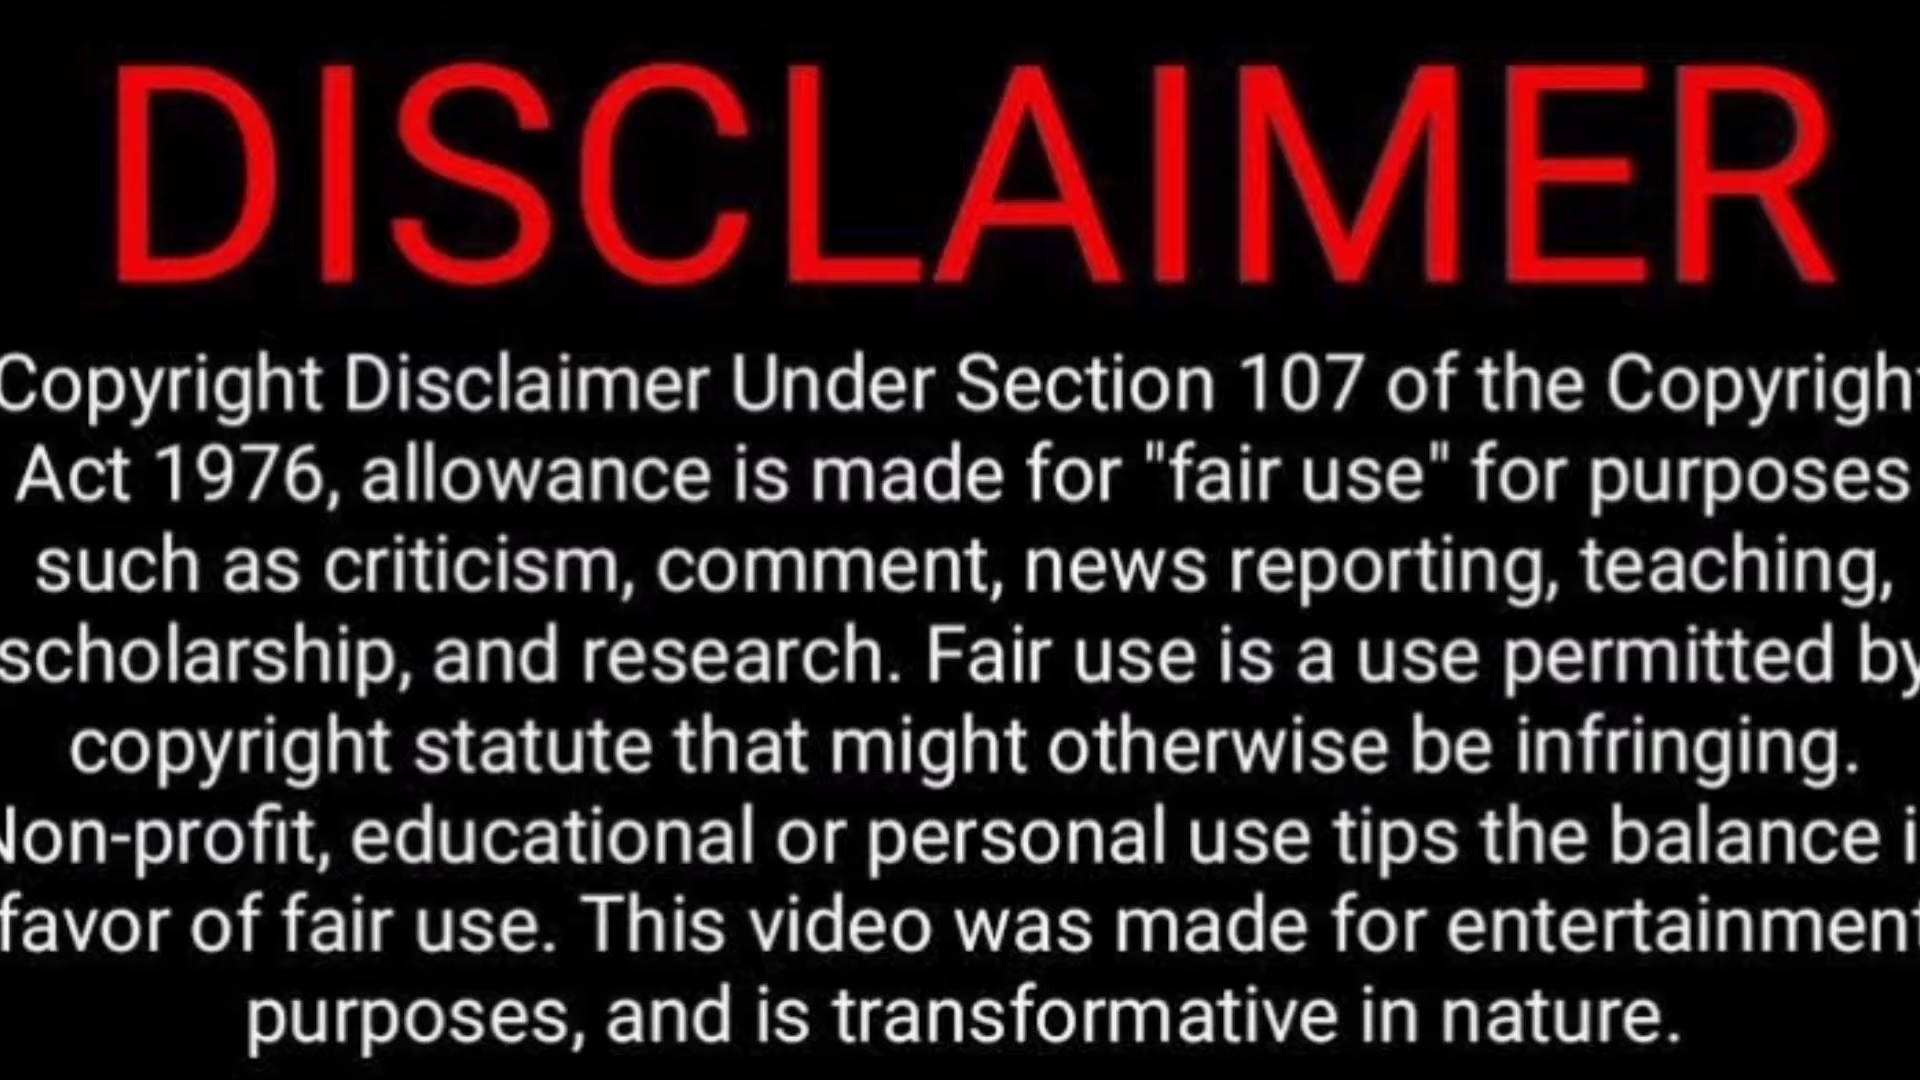 DISCLAIMER
Copyright Disclaimer Under Section 107 of the Copyright
Act 1976, allowance is made for "fair use" for purposes
such as criticism, comment, news reporting, teaching,
scholarship, and research. Fair use is a use permitted by
copyright statute that might otherwise be infringing.
Non-profit, educational or personal use tips the balance i
favor of fair use. This video was made for entertainment
purposes, and is transformative in nature.